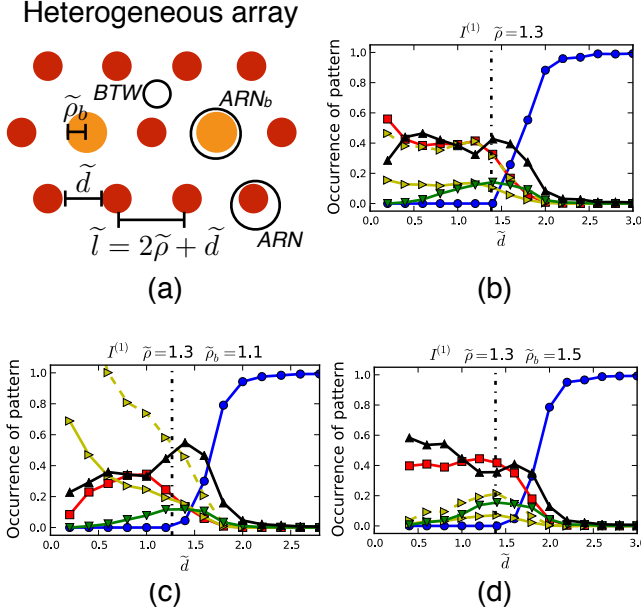 Heterogeneous array
BTW
ARN_b
ρ̃_b
d̃
l̃ = 2ρ̃ + d̃
ARN
(a)
I^(1) ρ̃=1.3
Occurrence of pattern
1.0
0.8
0.6
0.4
0.2
0.0
0.0 0.5 1.0 1.5 2.0 2.5 3.0
d̃
(b)
I^(1) ρ̃=1.3 ρ̃_b=1.1
Occurrence of pattern
1.0
0.8
0.6
0.4
0.2
0.0
0.0 0.5 1.0 1.5 2.0 2.5
d̃
(c)
I^(1) ρ̃=1.3 ρ̃_b=1.5
Occurrence of pattern
1.0
0.8
0.6
0.4
0.2
0.0
0.0 0.5 1.0 1.5 2.0 2.5 3.0
d̃
(d)